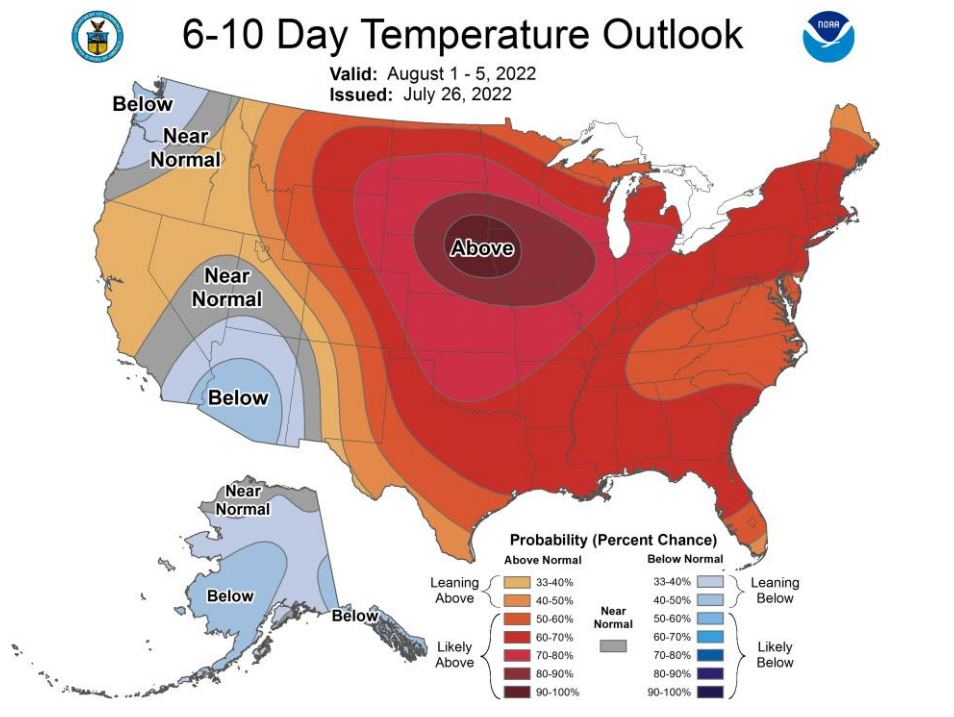 6-10 Day Temperature Outlook
NOAA
Valid: August 1 - 5, 2022
Issued: July 26, 2022
Below
Near
Normal
Above
Near
Normal
Below
Near
Normal
Below
Below
Probability (Percent Chance)
Above Normal
Below Normal
Leaning
Above
33-40%
40-50%
Likely
Above
50-60%
60-70%
70-80%
80-90%
90-100%
Near
Normal
33-40%
40-50%
Leaning
Below
50-60%
60-70%
70-80%
80-90%
90-100%
Likely
Below